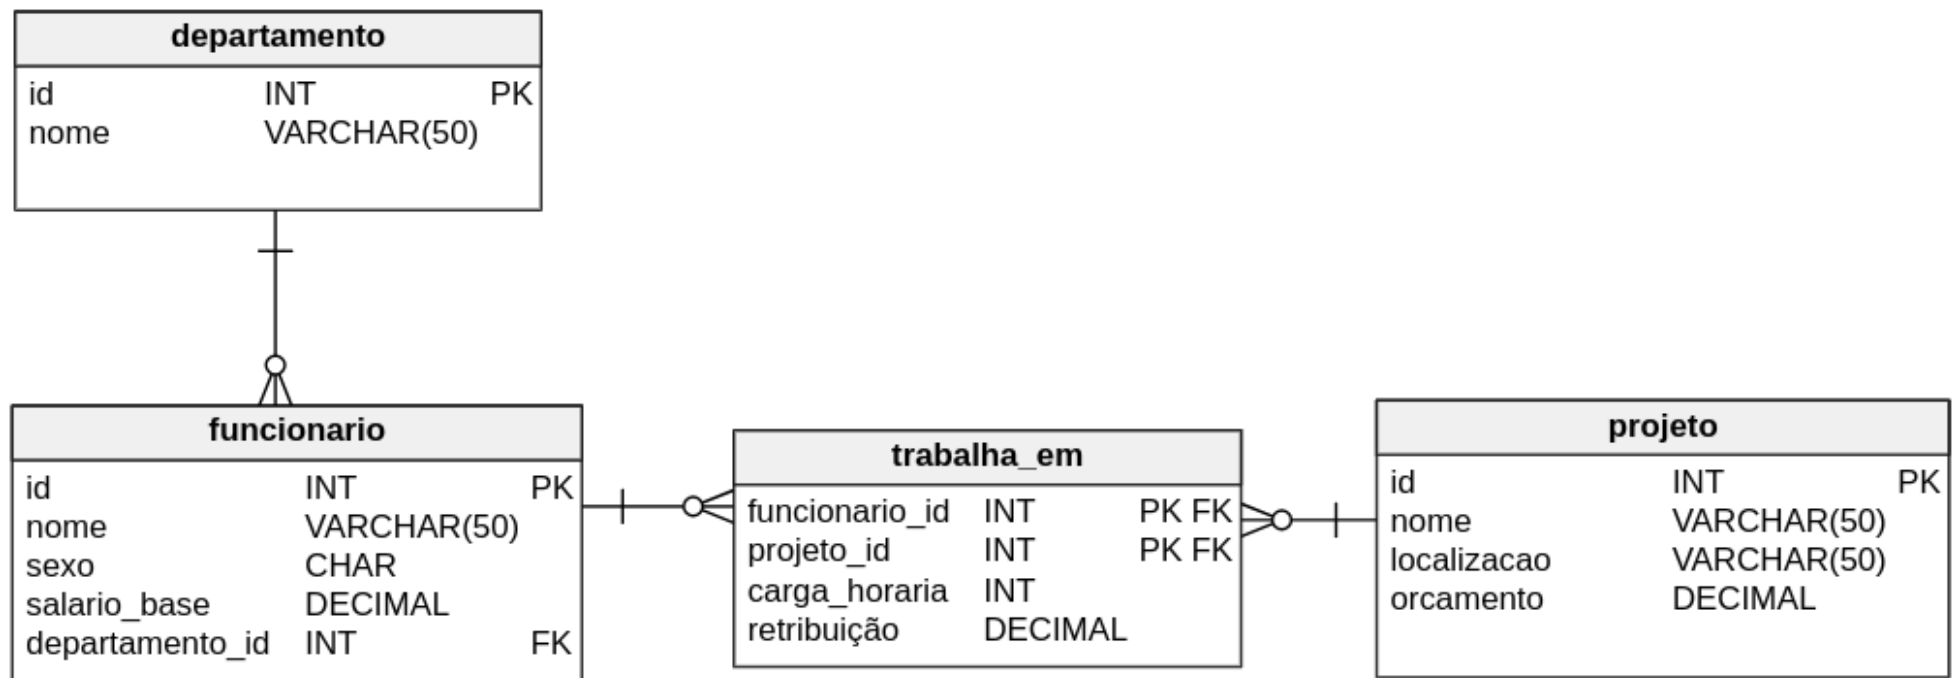 departamento
id INT PK
nome VARCHAR(50)
funcionario
id INT PK
nome VARCHAR(50)
sexo CHAR
salario_base DECIMAL
departamento_id INT FK
trabalha_em
funcionario_id INT PK FK
projeto_id INT PK FK
carga_horaria INT
retribuição DECIMAL
projeto
id INT PK
nome VARCHAR(50)
localizacao VARCHAR(50)
orcamento DECIMAL